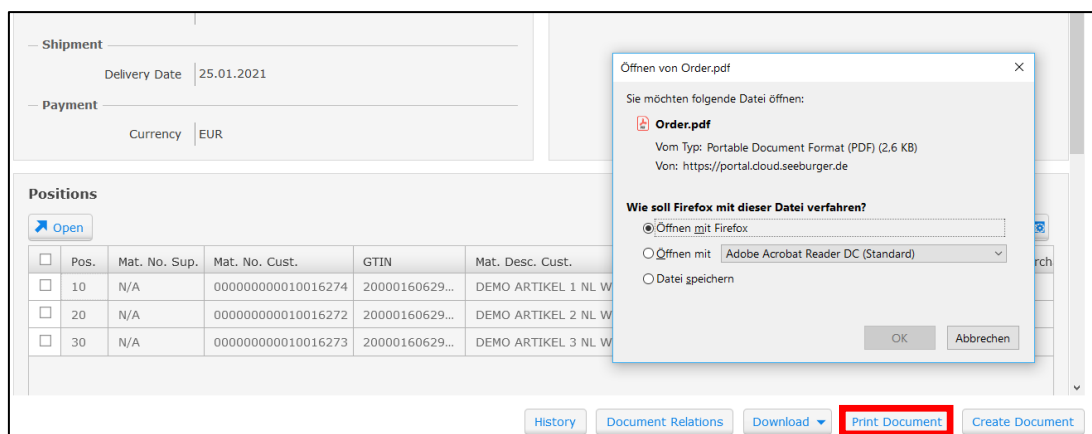 Shipment
Delivery Date 25.01.2021
Payment
Currency EUR
Positions
Open
Pos. Mat. No. Sup. Mat. No. Cust. GTIN Mat. Desc. Cust.
10 N/A 000000000010016274 20000160629... DEMO ARTIKEL 1 NL W
20 N/A 000000000010016272 20000160629... DEMO ARTIKEL 2 NL W
30 N/A 000000000010016273 20000160629... DEMO ARTIKEL 3 NL W
Öffnen von Order.pdf
Sie möchten folgende Datei öffnen:
Order.pdf
Vom Typ: Portable Document Format (PDF) (2,6 KB)
Von: https://portal.cloud.seeburger.de
Wie soll Firefox mit dieser Datei verfahren?
Öffnen mit Firefox
Öffnen mit Adobe Acrobat Reader DC (Standard)
Datei speichern
OK Abbrechen
History Document Relations Download Print Document Create Document